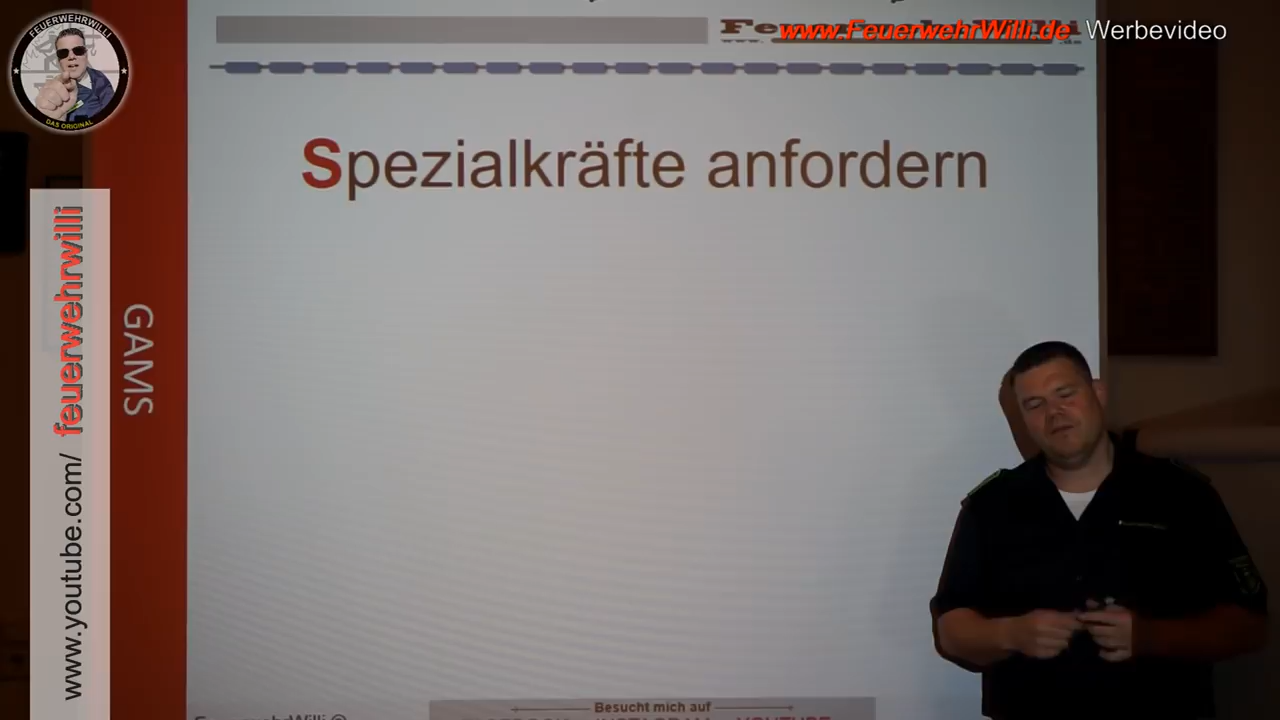 FEUERWEHRWILLI
DAS ORIGINAL
www.FeuerwehrWilli.de Werbevideo
Spezialkräfte anfordern
GAMS
www.youtube.com/ feuerwehrwilli
Besucht mich auf